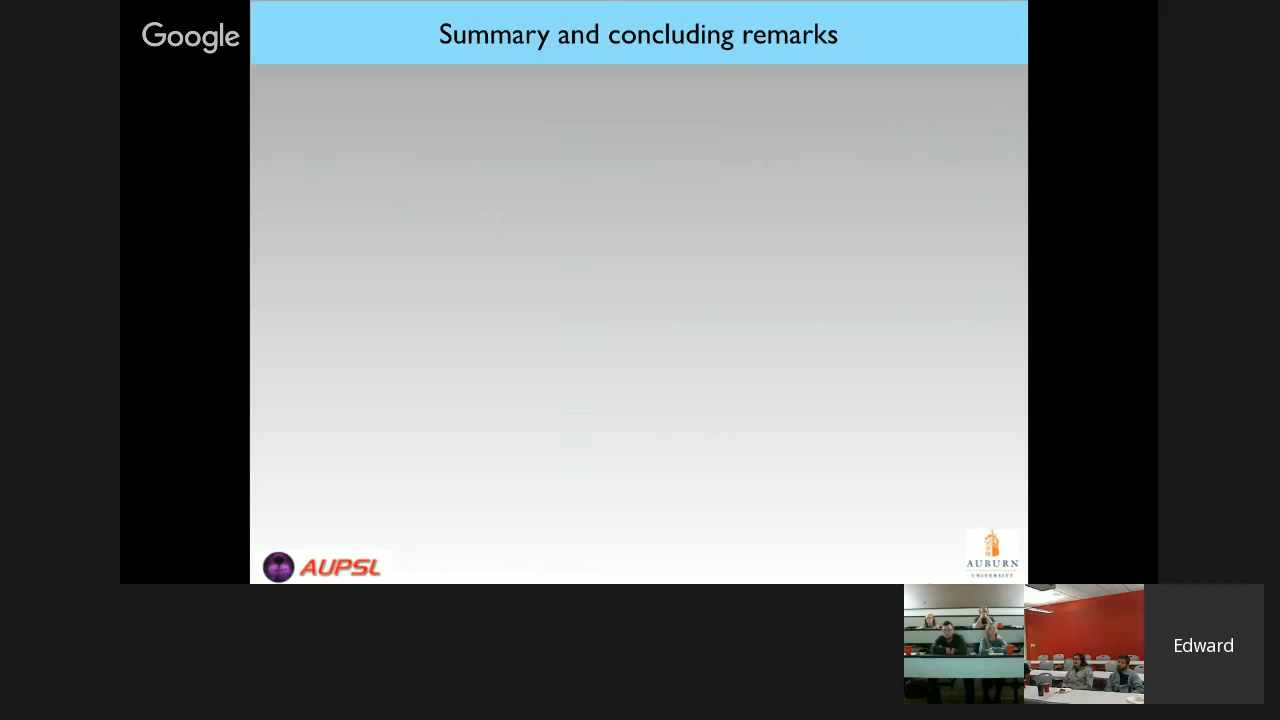 Google
Summary and concluding remarks
AUPSL
AUBURN
UNIVERSITY
Edward